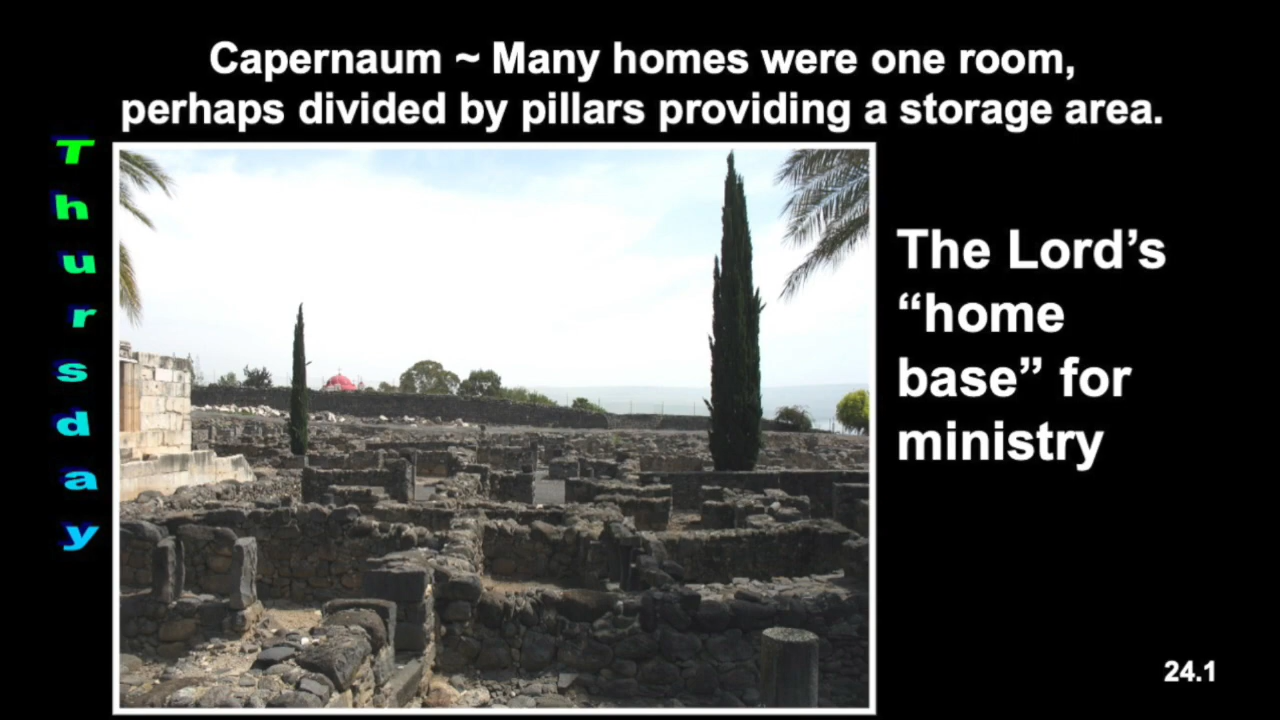 Capernaum ~ Many homes were one room,
perhaps divided by pillars providing a storage area.
Thursday
The Lord’s
“home
base” for
ministry
24.1